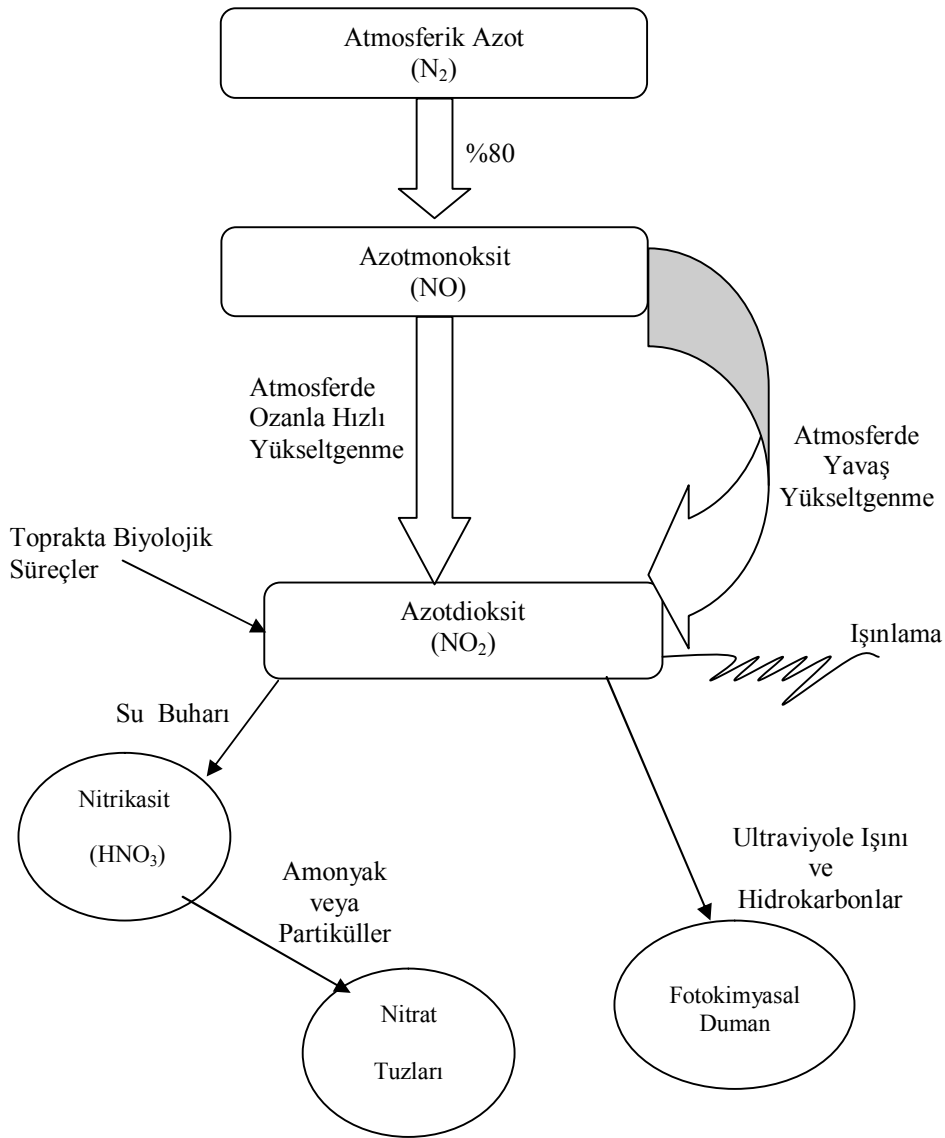 Atmosferik Azot
(N₂)
%80
Azotmonoksit
(NO)
Atmosferde
Ozanla Hızlı
Yükseltgenme
Atmosferde
Yavaş
Yükseltgenme
Toprakta Biyolojik
Süreçler
Azotdioksit
(NO₂)
Işınlama
Su Buharı
Nitrikasit
(HNO₃)
Amonyak
veya
Partiküller
Nitrat
Tuzları
Ultraviyole Işını
ve
Hidrokarbonlar
Fotokimyasal
Duman